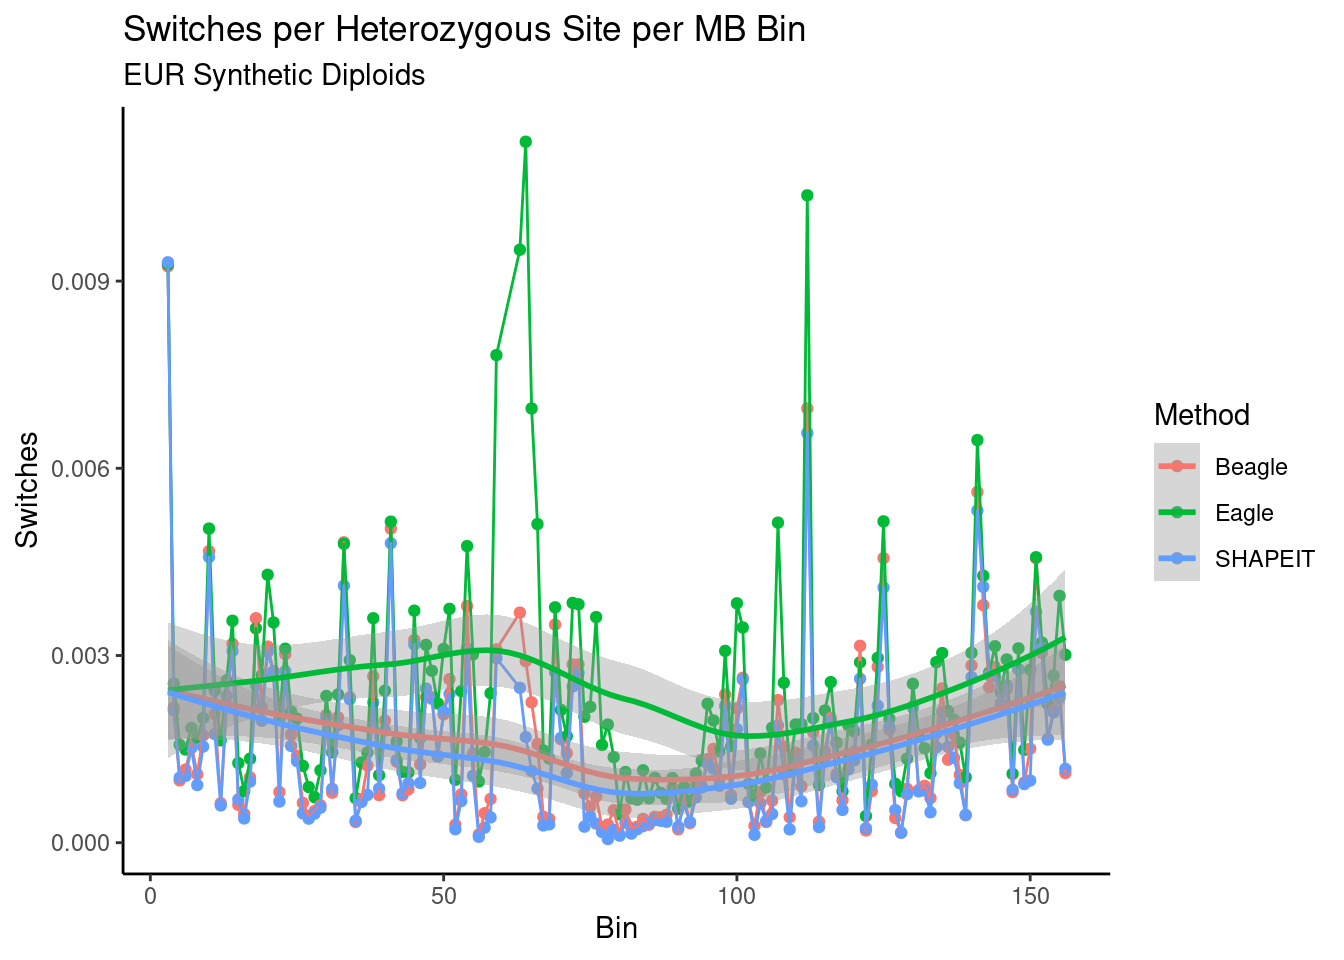 Switches per Heterozygous Site per MB Bin
EUR Synthetic Diploids
Switches
0.009
0.006
0.003
0.000
0
50
100
150
Bin
Method
Beagle
Eagle
SHAPEIT